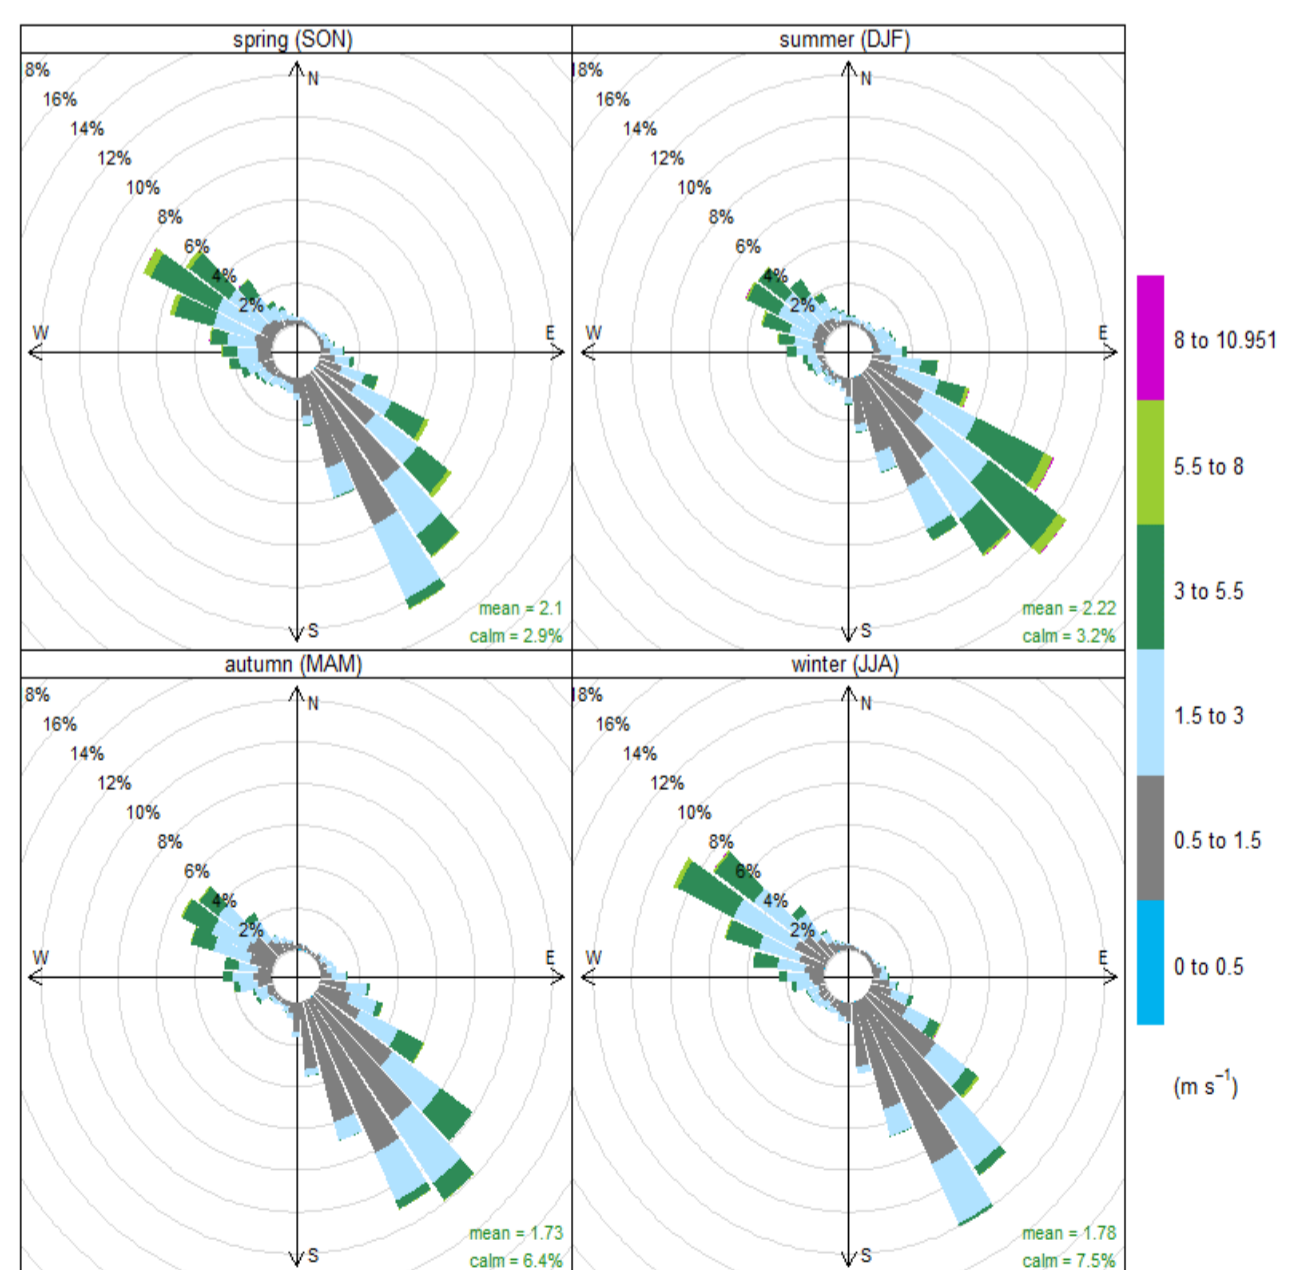 spring (SON)
8%
16%
14%
12%
10%
8%
6%
4%
2%
N
W
E
S
mean = 2.1
calm = 2.9%
summer (DJF)
18%
16%
14%
12%
10%
8%
6%
4%
2%
N
W
E
S
mean = 2.22
calm = 3.2%
autumn (MAM)
8%
16%
14%
12%
10%
8%
6%
4%
2%
N
W
E
S
mean = 1.73
calm = 6.4%
winter (JJA)
18%
16%
14%
12%
10%
8%
6%
4%
2%
N
W
E
S
mean = 1.78
calm = 7.5%
8 to 10.951
5.5 to 8
3 to 5.5
1.5 to 3
0.5 to 1.5
0 to 0.5
(m s⁻¹)